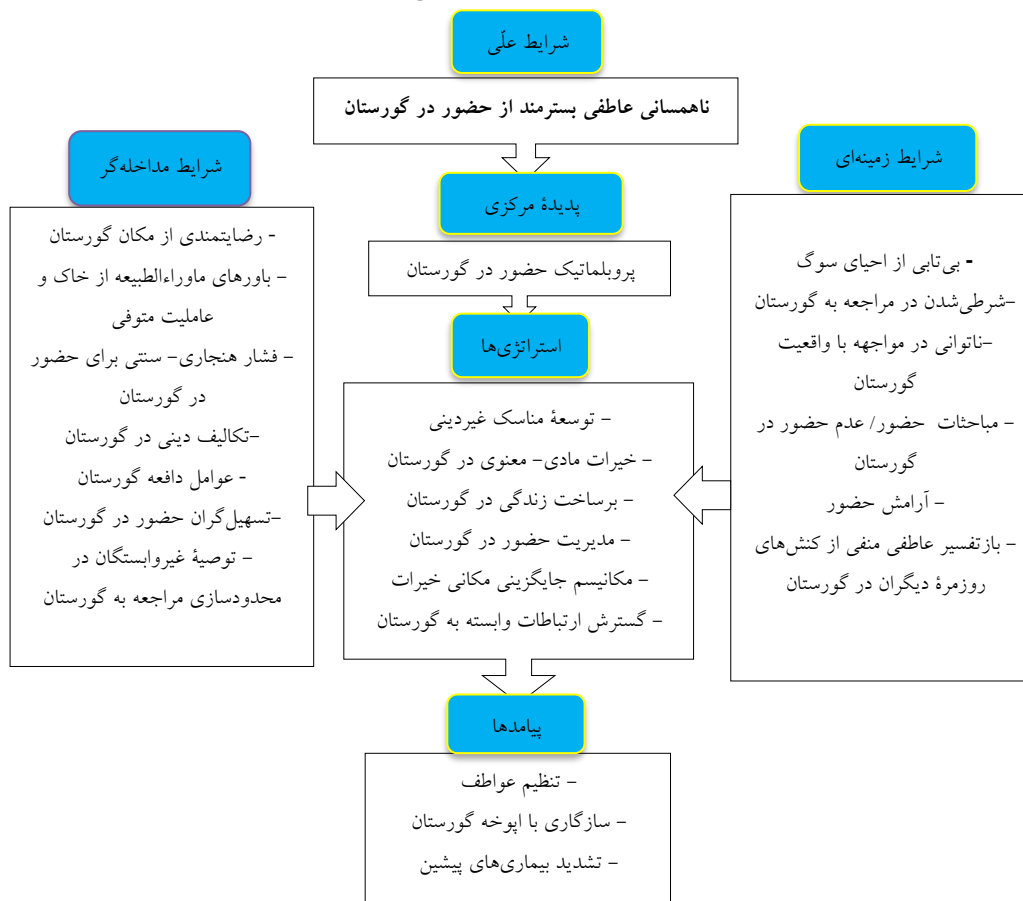 شرایط علّی
ناهمسانی عاطفی بسترمند از حضور در گورستان
شرایط زمینه‌ای
- بی‌تابی از احیای سوگ
–شرطی‌شدن در مراجعه به گورستان
–ناتوانی در مواجهه با واقعیت
گورستان
– مباحثات حضور/ عدم حضور در
گورستان
– آرامش حضور
– بازتفسیر عاطفی منفی از کنش‌های
روزمرۀ دیگران در گورستان
پدیدۀ مرکزی
پروبلماتیک حضور در گورستان
استراتژی‌ها
– توسعۀ مناسک غیردینی
– خیرات مادی– معنوی در گورستان
– برساخت زندگی در گورستان
– مدیریت حضور در گورستان
– مکانیسم جایگزینی مکانی خیرات
– گسترش ارتباطات وابسته به گورستان
شرایط مداخله‌گر
- رضایتمندی از مکان گورستان
– باورهای ماوراءالطبیعه از خاک و
عاملیت متوفی
– فشار هنجاری– سنتی برای حضور
در گورستان
–تکالیف دینی در گورستان
- عوامل دافعه گورستان
–تسهیل‌گران حضور در گورستان
– توصیۀ غیروابستگان در
محدودسازی مراجعه به گورستان
پیامدها
– تنظیم عواطف
– سازگاری با اپوخه گورستان
– تشدید بیماری‌های پیشین